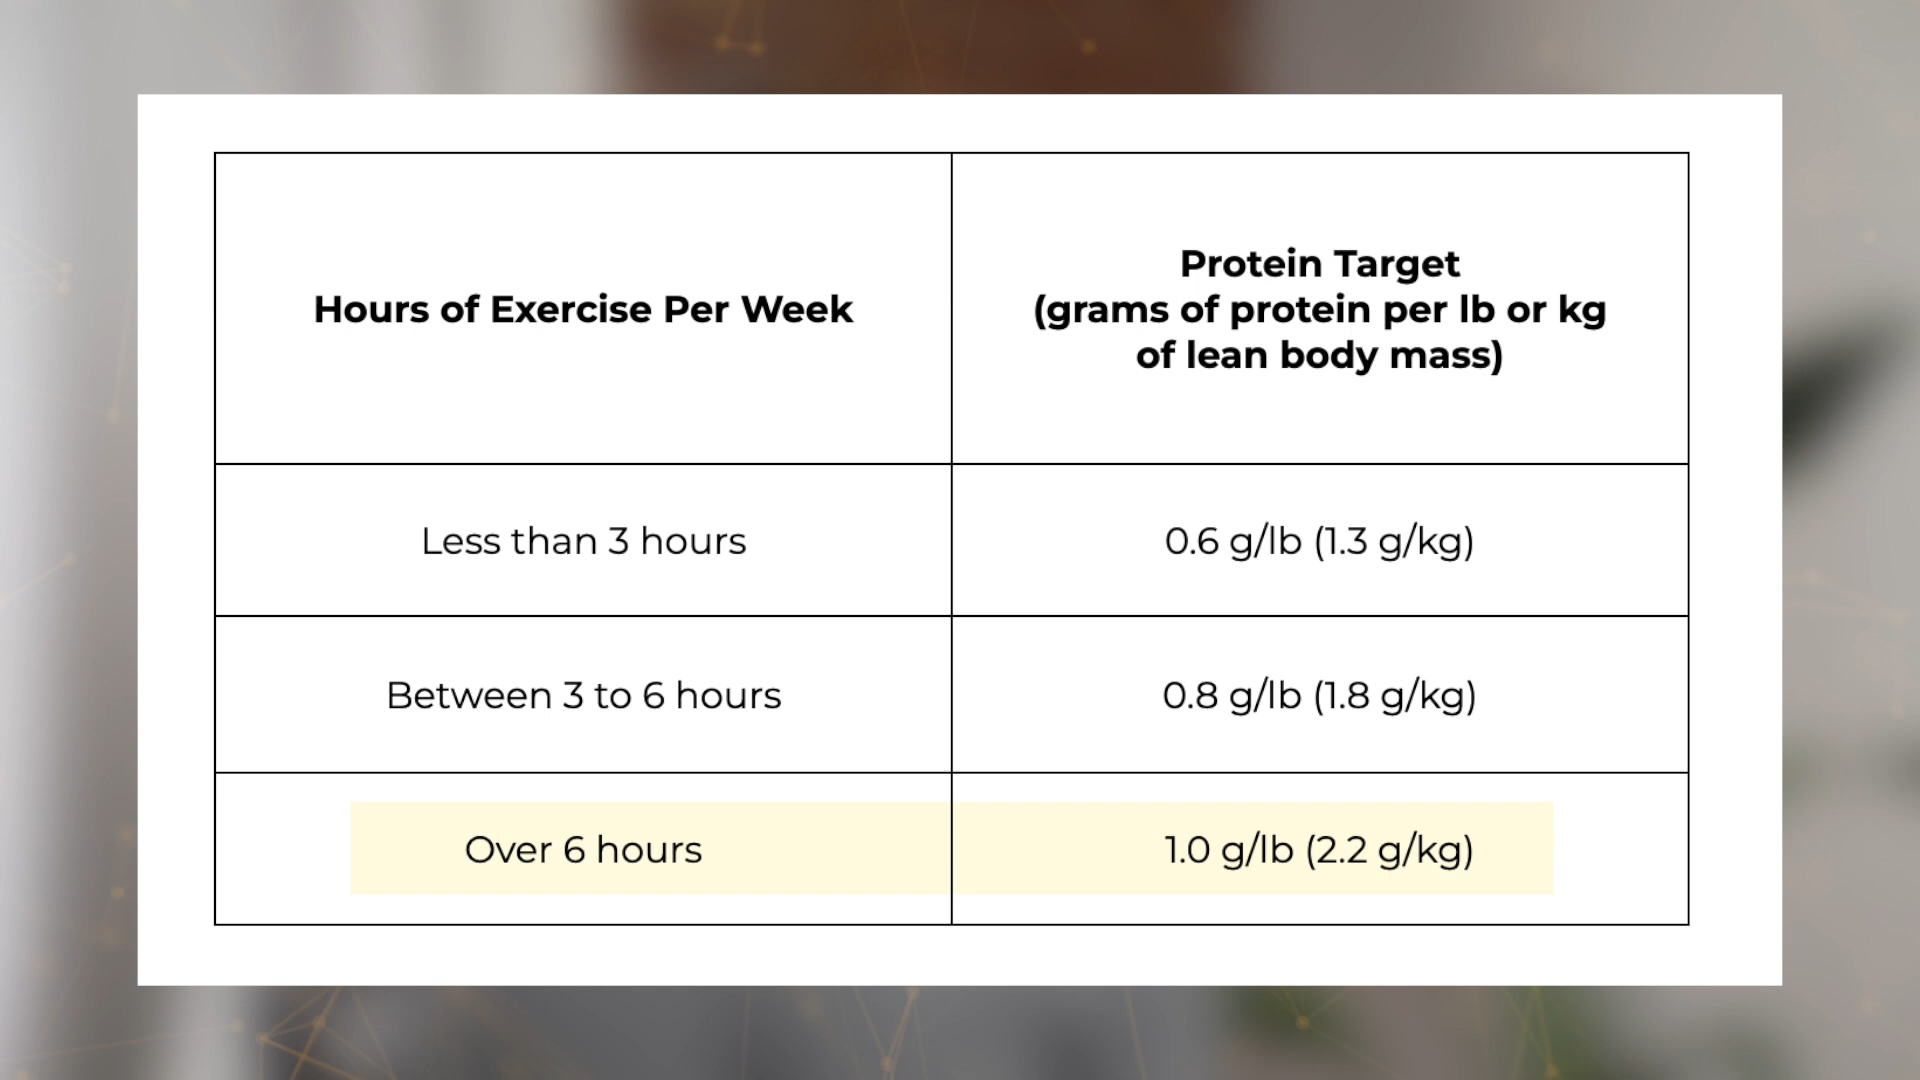 Hours of Exercise Per Week
Protein Target
(grams of protein per lb or kg
of lean body mass)
Less than 3 hours
0.6 g/lb (1.3 g/kg)
Between 3 to 6 hours
0.8 g/lb (1.8 g/kg)
Over 6 hours
1.0 g/lb (2.2 g/kg)